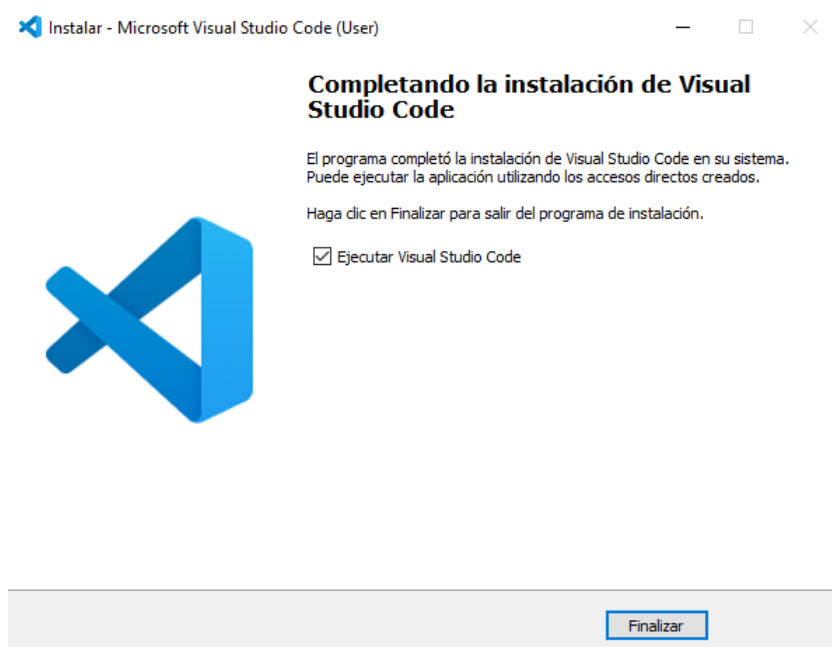 Instalar - Microsoft Visual Studio Code (User)
Completando la instalación de Visual
Studio Code
El programa completó la instalación de Visual Studio Code en su sistema.
Puede ejecutar la aplicación utilizando los accesos directos creados.
Haga clic en Finalizar para salir del programa de instalación.
Ejecutar Visual Studio Code
Finalizar